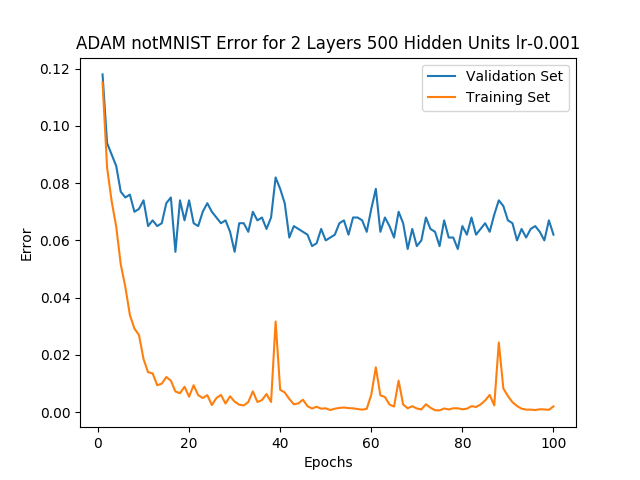 ADAM notMNIST Error for 2 Layers 500 Hidden Units lr-0.001
Validation Set
Training Set
0.12
0.10
0.08
0.06
0.04
0.02
0.00
Error
0
20
40
60
80
100
Epochs